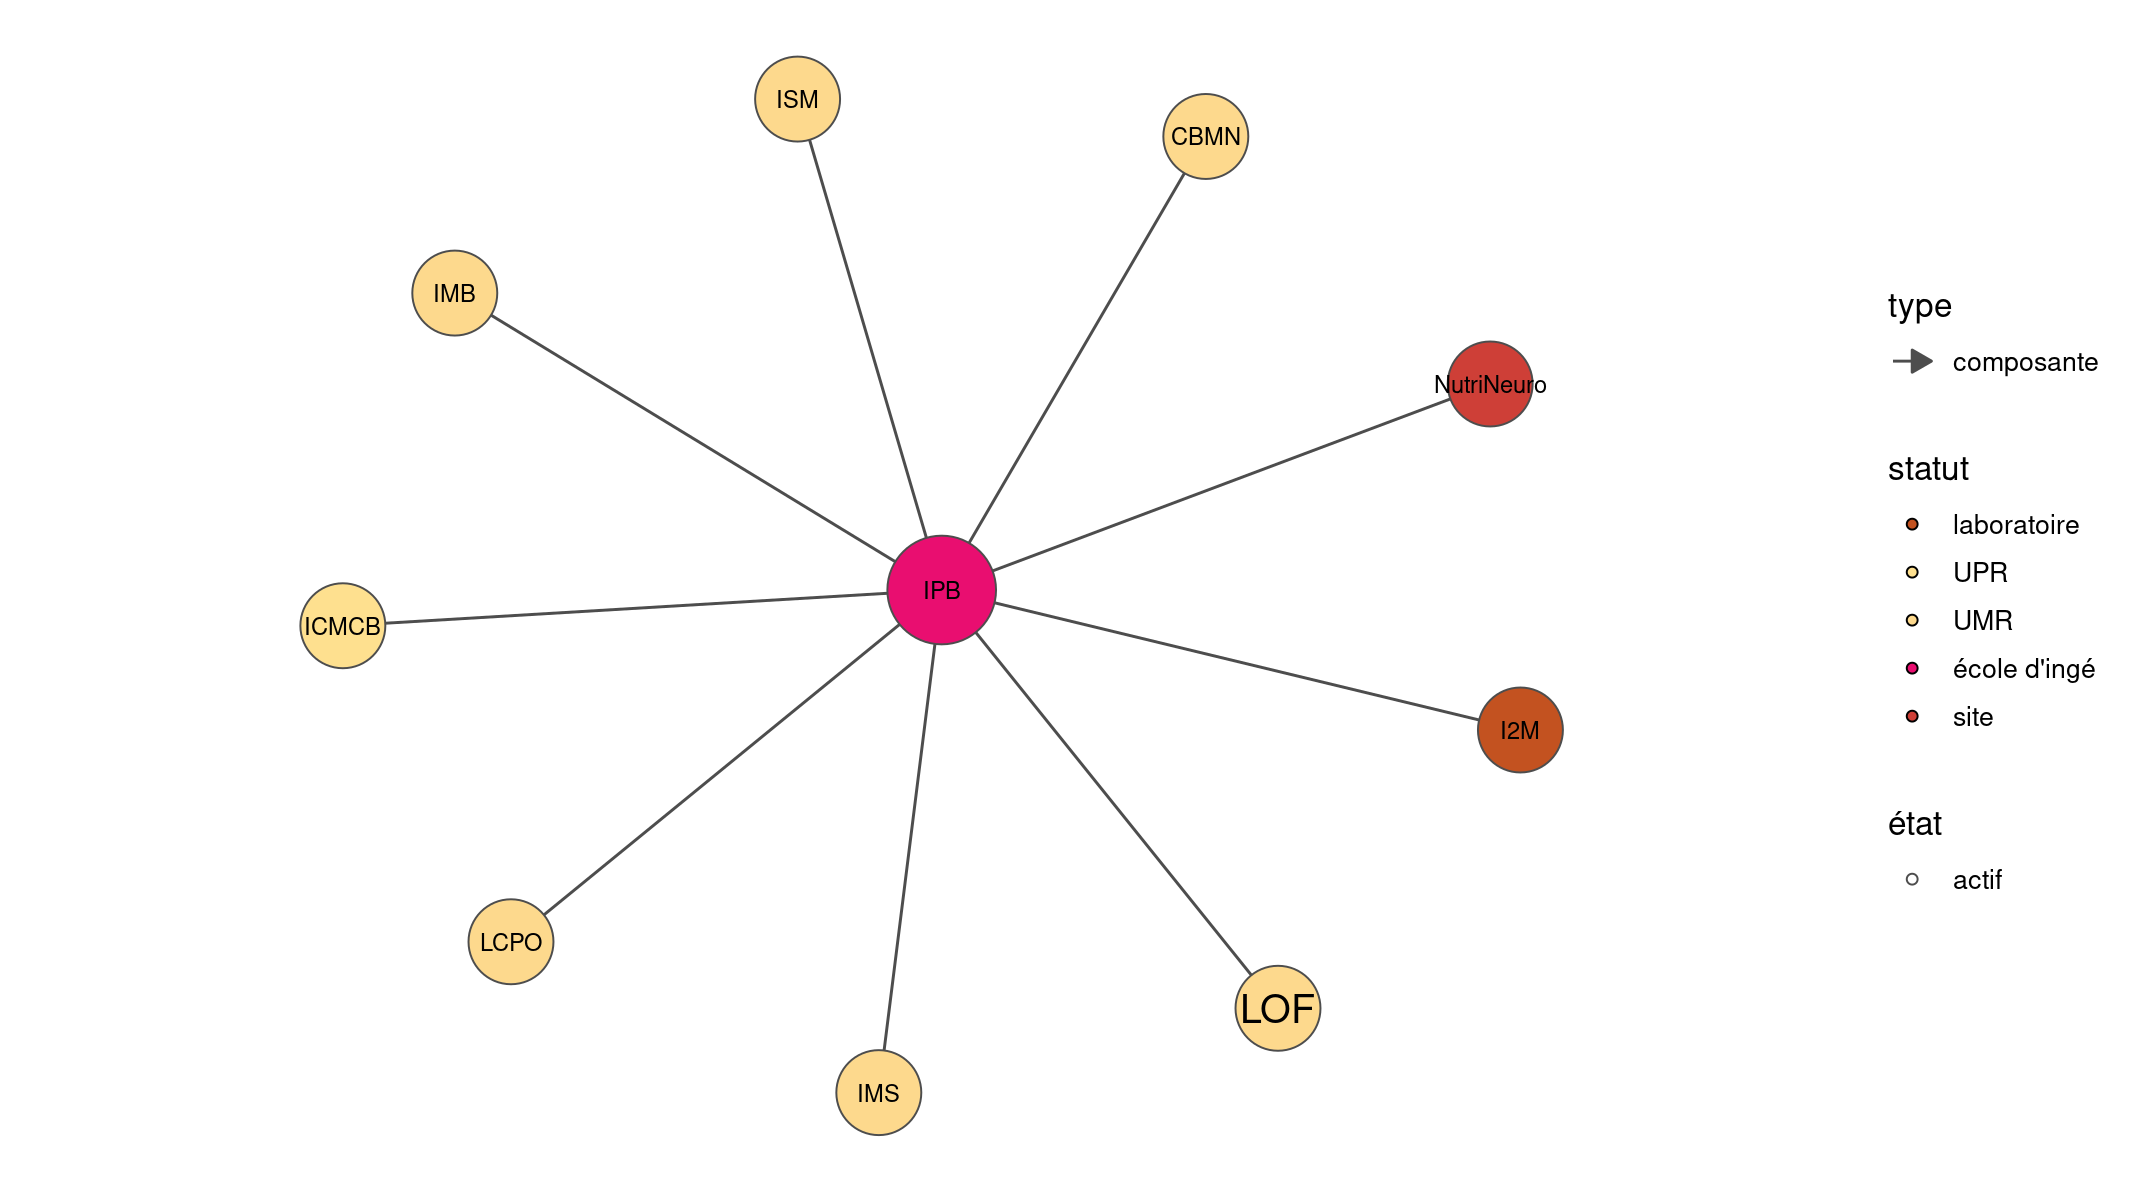 ISM
CBMN
IMB
NutriNeuro
IPB
ICMCB
I2M
LCPO
LOF
IMS
type
composante
statut
laboratoire
UPR
UMR
école d'ingé
site
état
actif